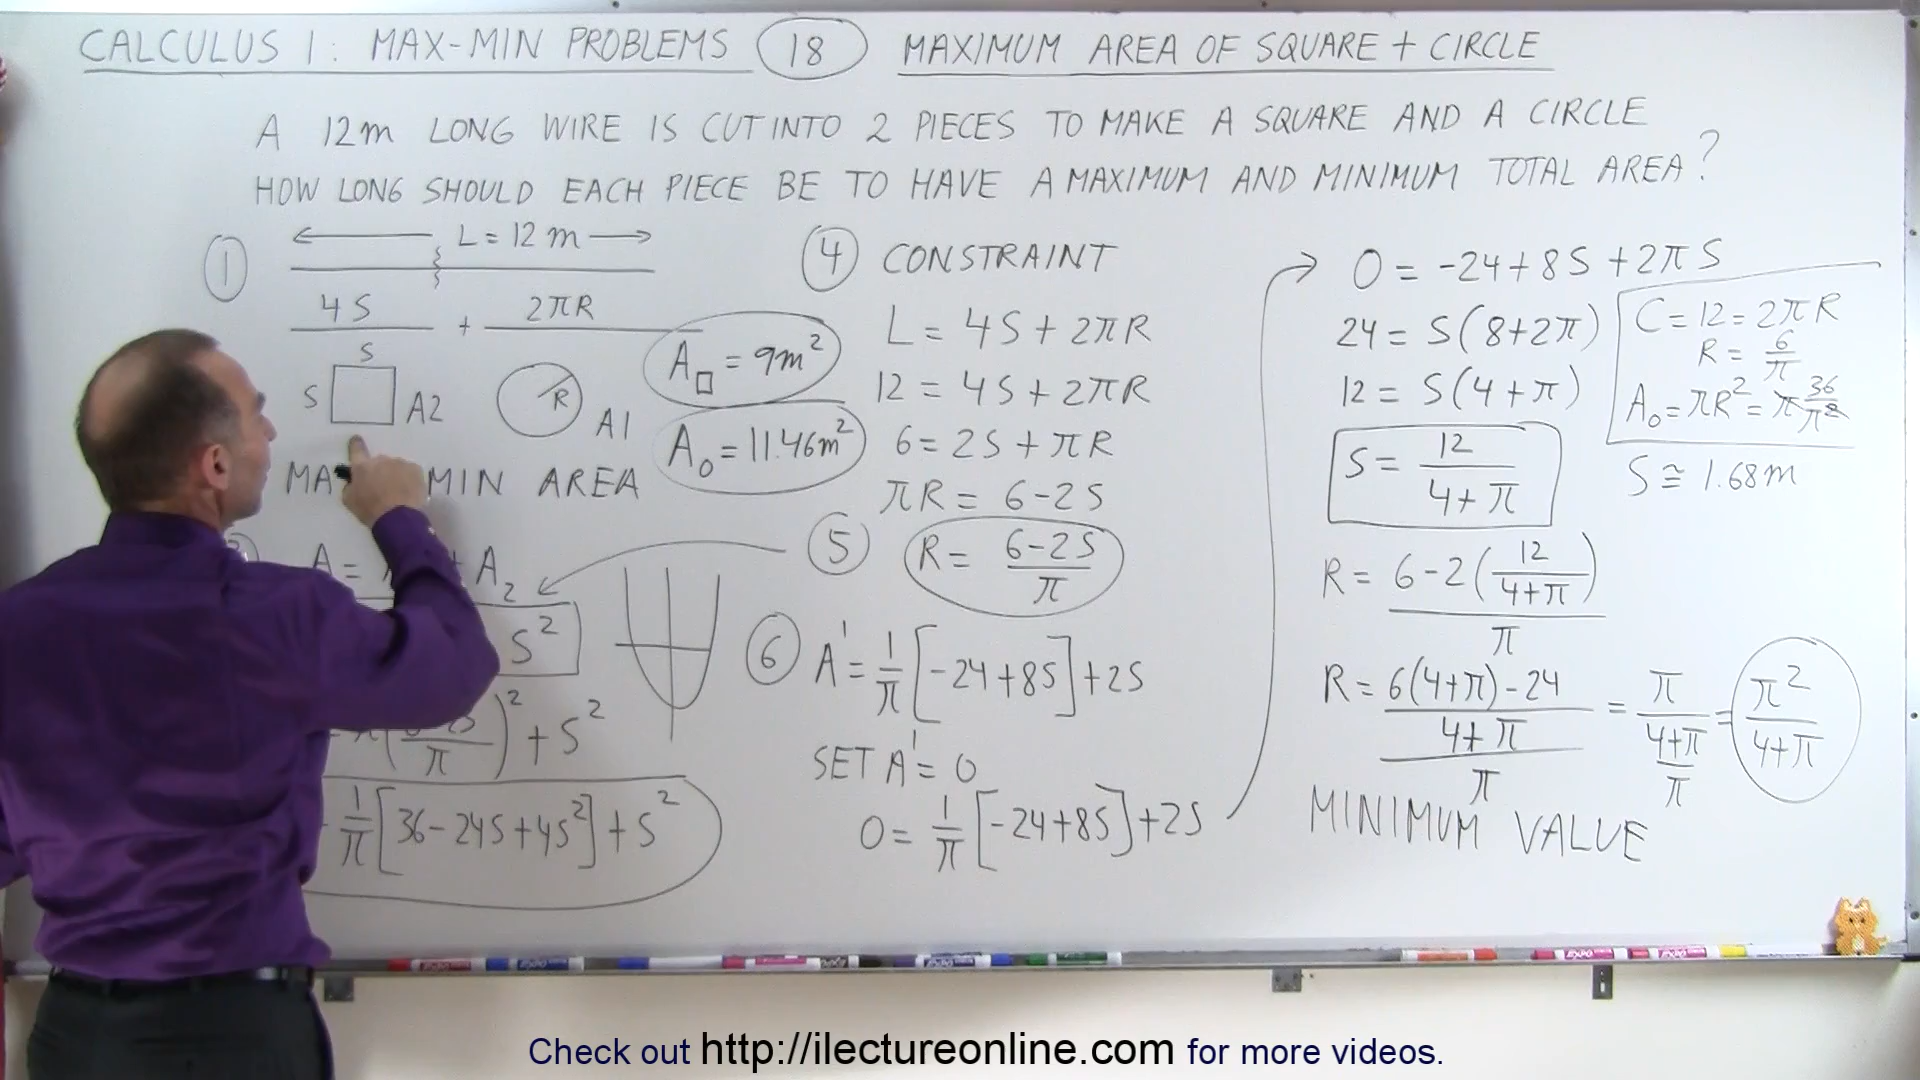 CALCULUS 1: MAX-MIN PROBLEMS 18 MAXIMUM AREA OF SQUARE + CIRCLE
A 12m LONG WIRE IS CUT INTO 2 PIECES TO MAKE A SQUARE AND A CIRCLE
HOW LONG SHOULD EACH PIECE BE TO HAVE A MAXIMUM AND MINIMUM TOTAL AREA?
1 L = 12 m
4S + 2πR
S
S A2 R A1
MA MIN AREA
A = + A₂
S²
π( /π)² + S²
1/π [36-24S+4S²] + S²
A□ = 9m²
A○ = 11.46m²
4 CONSTRAINT
L = 4S + 2πR
12 = 4S + 2πR
6 = 2S + πR
πR = 6-2S
5 R = (6-2S)/π
6 A' = 1/π [-24+8S] + 2S
SET A' = 0
0 = 1/π [-24+8S] + 2S
0 = -24+8S+2πS
24 = S(8+2π)
12 = S(4+π)
S = 12/(4+π)
R = (6-2(12/(4+π)))/π
R = ((6(4+π)-24)/(4+π))/π = π/((4+π)/π) = π²/(4+π)
MINIMUM VALUE
C = 12 = 2πR
R = 6/π
A○ = πR² = π 36/π²
S ≅ 1.68m
EXPO EXPO
Check out http://ilectureonline.com for more videos.